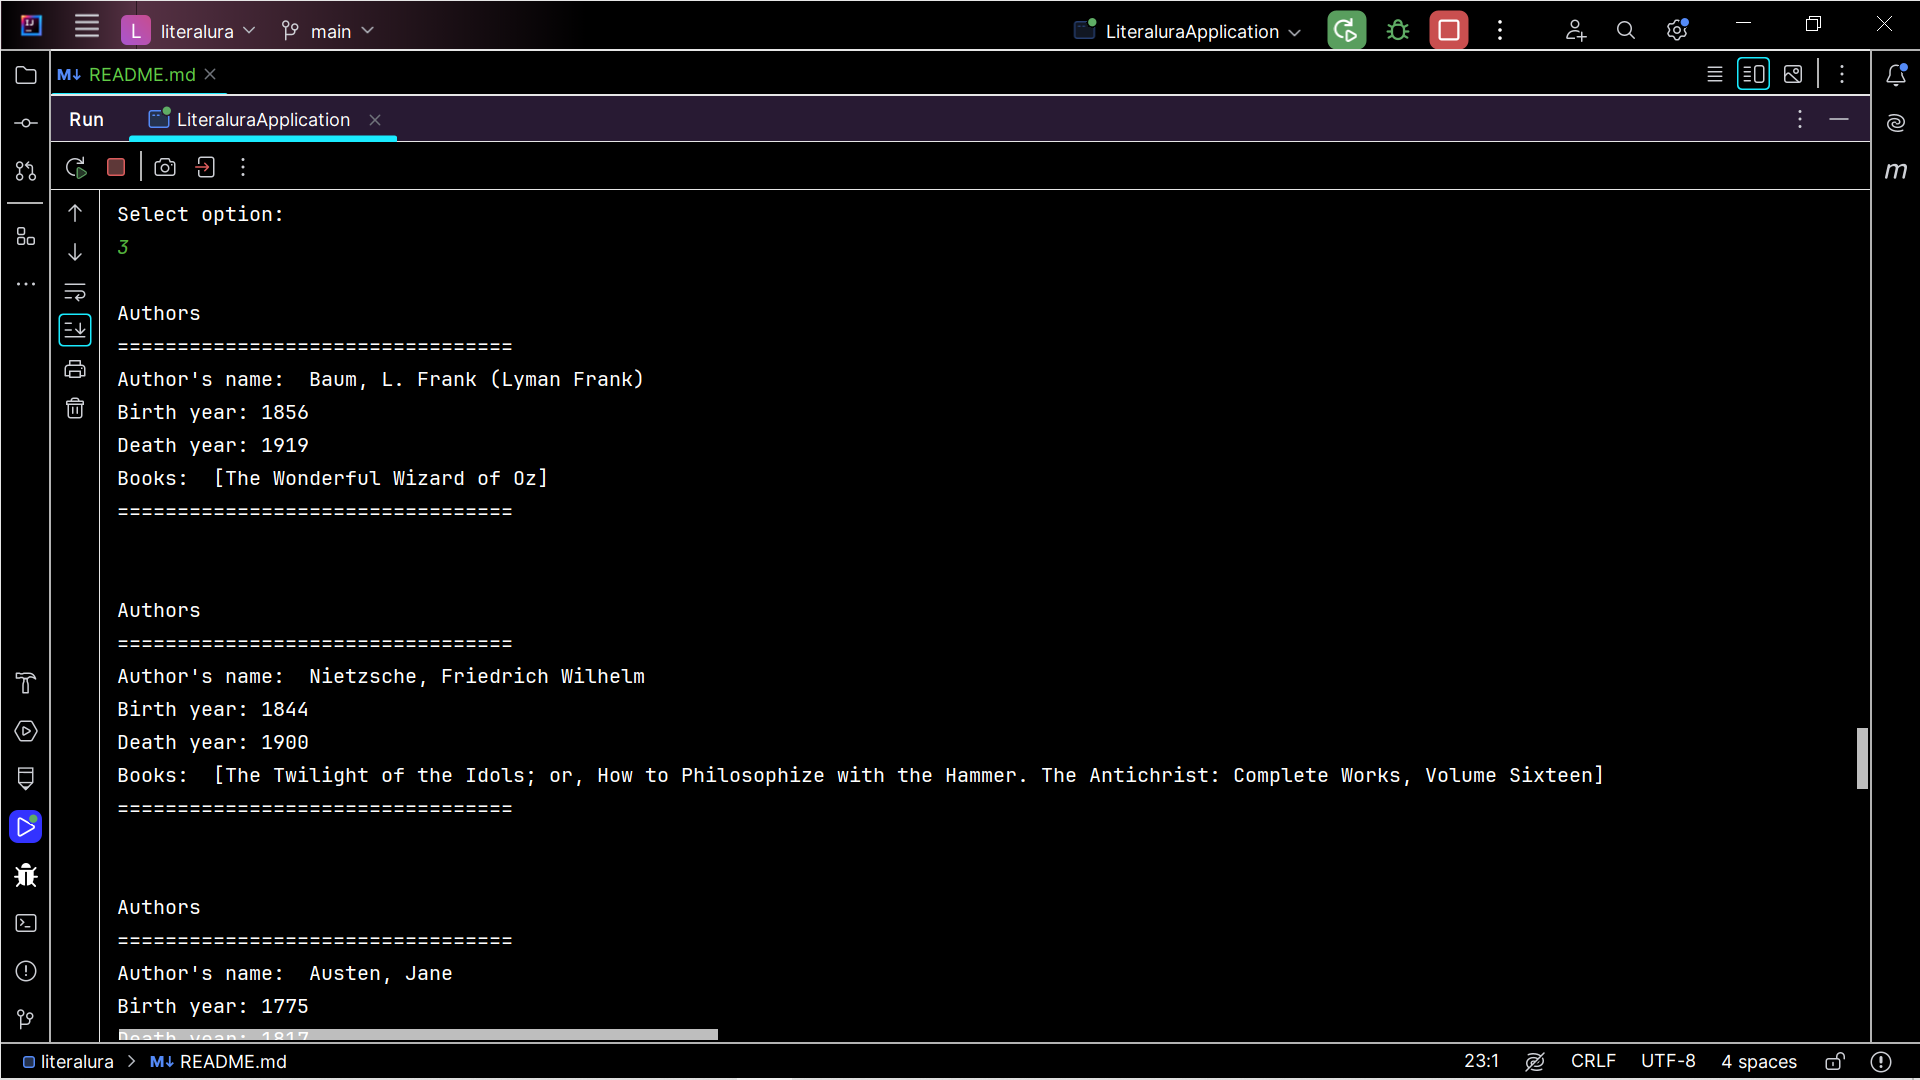 L literalura main LiteraluraApplication
M↓ README.md
Run LiteraluraApplication
m
Select option:
3
Authors
=================================
Author's name:  Baum, L. Frank (Lyman Frank)
Birth year: 1856
Death year: 1919
Books:  [The Wonderful Wizard of Oz]
=================================
Authors
=================================
Author's name:  Nietzsche, Friedrich Wilhelm
Birth year: 1844
Death year: 1900
Books:  [The Twilight of the Idols; or, How to Philosophize with the Hammer. The Antichrist: Complete Works, Volume Sixteen]
=================================
Authors
=================================
Author's name:  Austen, Jane
Birth year: 1775
Death year: 1817
literalura > M↓ README.md 23:1 CRLF UTF-8 4 spaces